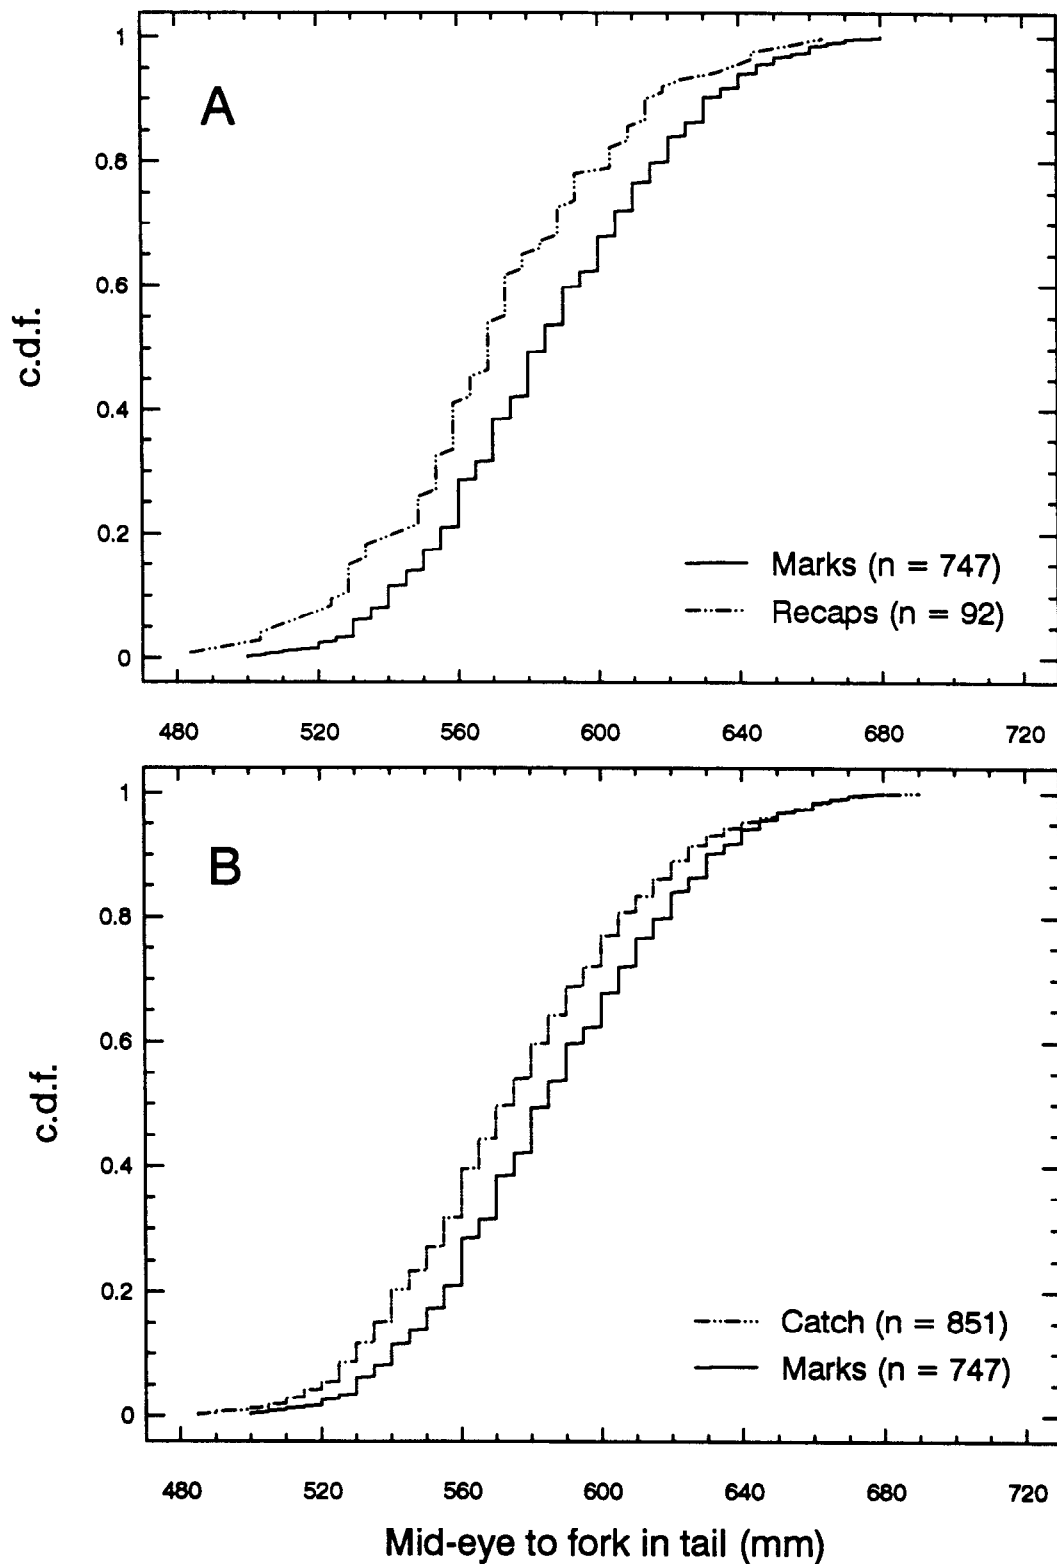 1
A
0.8
0.6
c.d.f.
0.4
0.2
Marks (n = 747)
Recaps (n = 92)
0
480 520 560 600 640 680 720
1
B
0.8
0.6
c.d.f.
0.4
0.2
Catch (n = 851)
Marks (n = 747)
0
480 520 560 600 640 680 720
Mid-eye to fork in tail (mm)